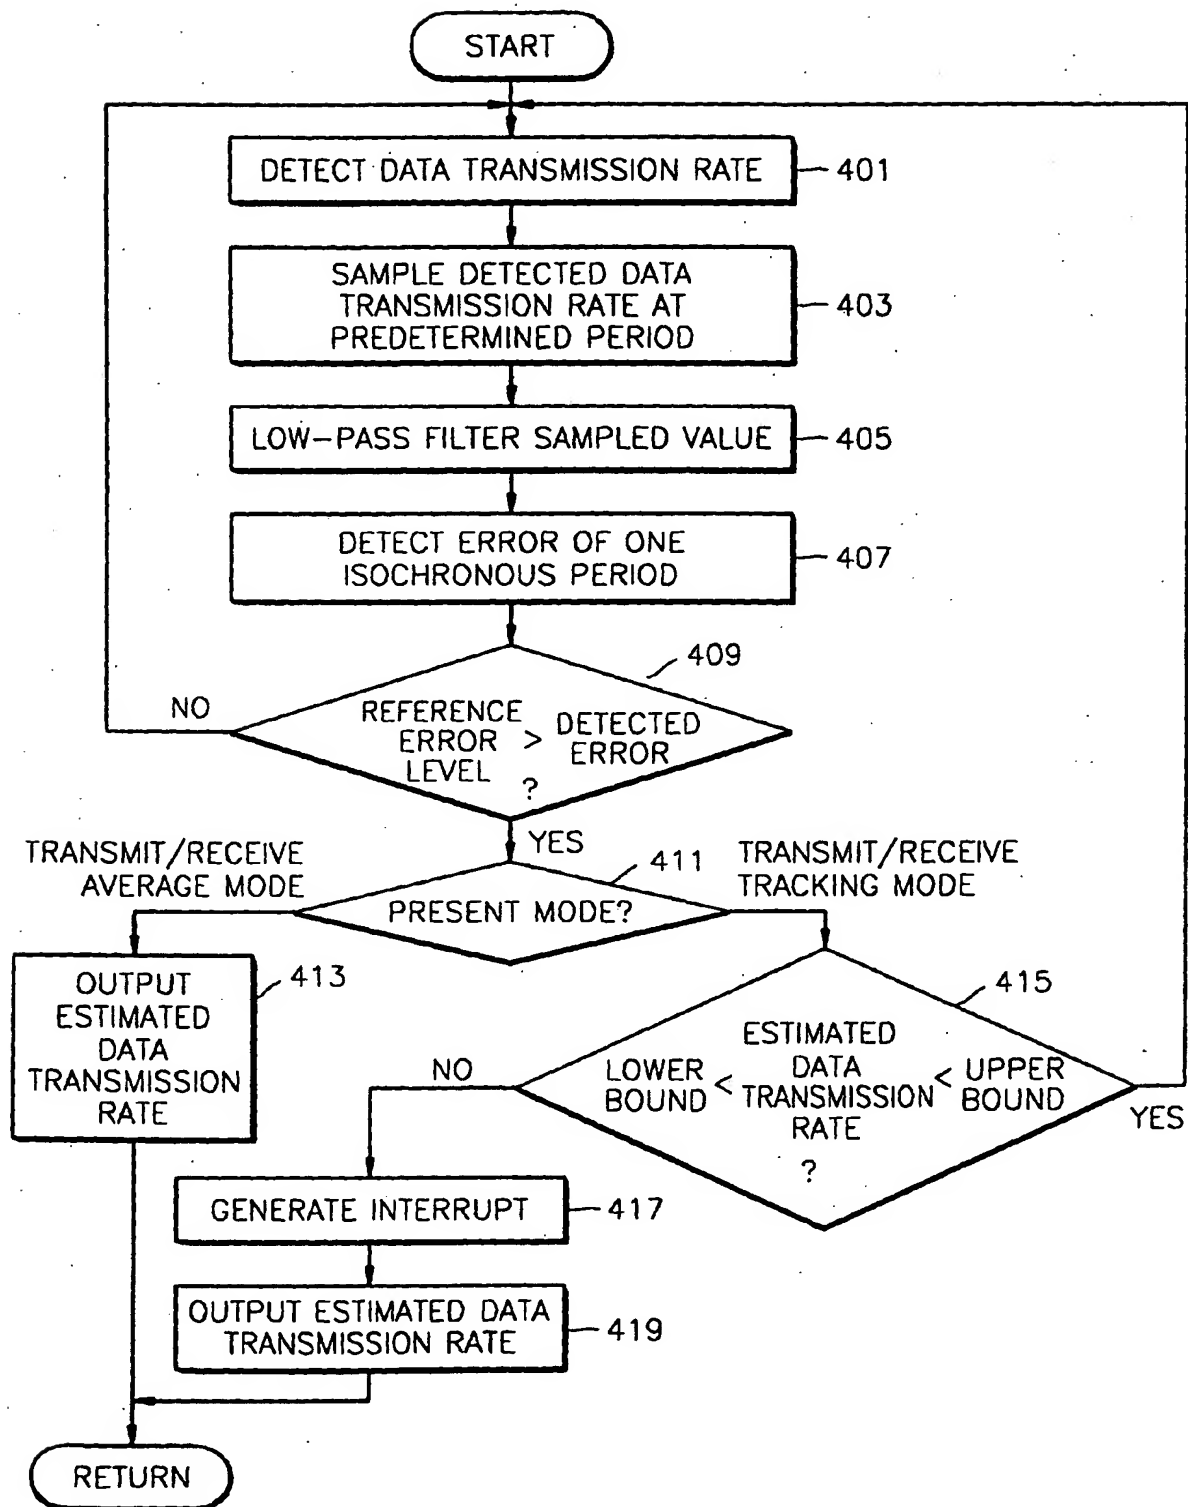 START
DETECT DATA TRANSMISSION RATE
401
SAMPLE DETECTED DATA
TRANSMISSION RATE AT
PREDETERMINED PERIOD
403
LOW-PASS FILTER SAMPLED VALUE
405
DETECT ERROR OF ONE
ISOCHRONOUS PERIOD
407
409
NO
REFERENCE
ERROR
LEVEL
>
DETECTED
ERROR
?
YES
TRANSMIT/RECEIVE
AVERAGE MODE
411
TRANSMIT/RECEIVE
TRACKING MODE
PRESENT MODE?
OUTPUT
ESTIMATED
DATA
TRANSMISSION
RATE
413
415
NO
LOWER
BOUND
<
ESTIMATED
DATA
TRANSMISSION
RATE
<
UPPER
BOUND
?
YES
GENERATE INTERRUPT
417
OUTPUT ESTIMATED DATA
TRANSMISSION RATE
419
RETURN